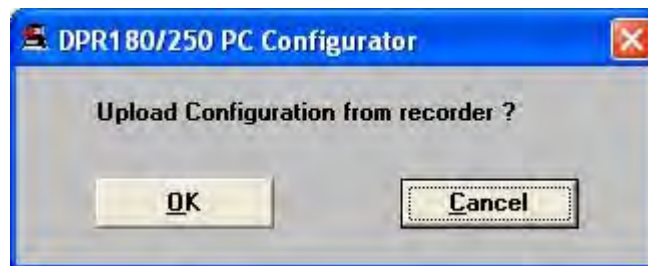 DPR180/250 PC Configurator
Upload Configuration from recorder ?
OK
Cancel